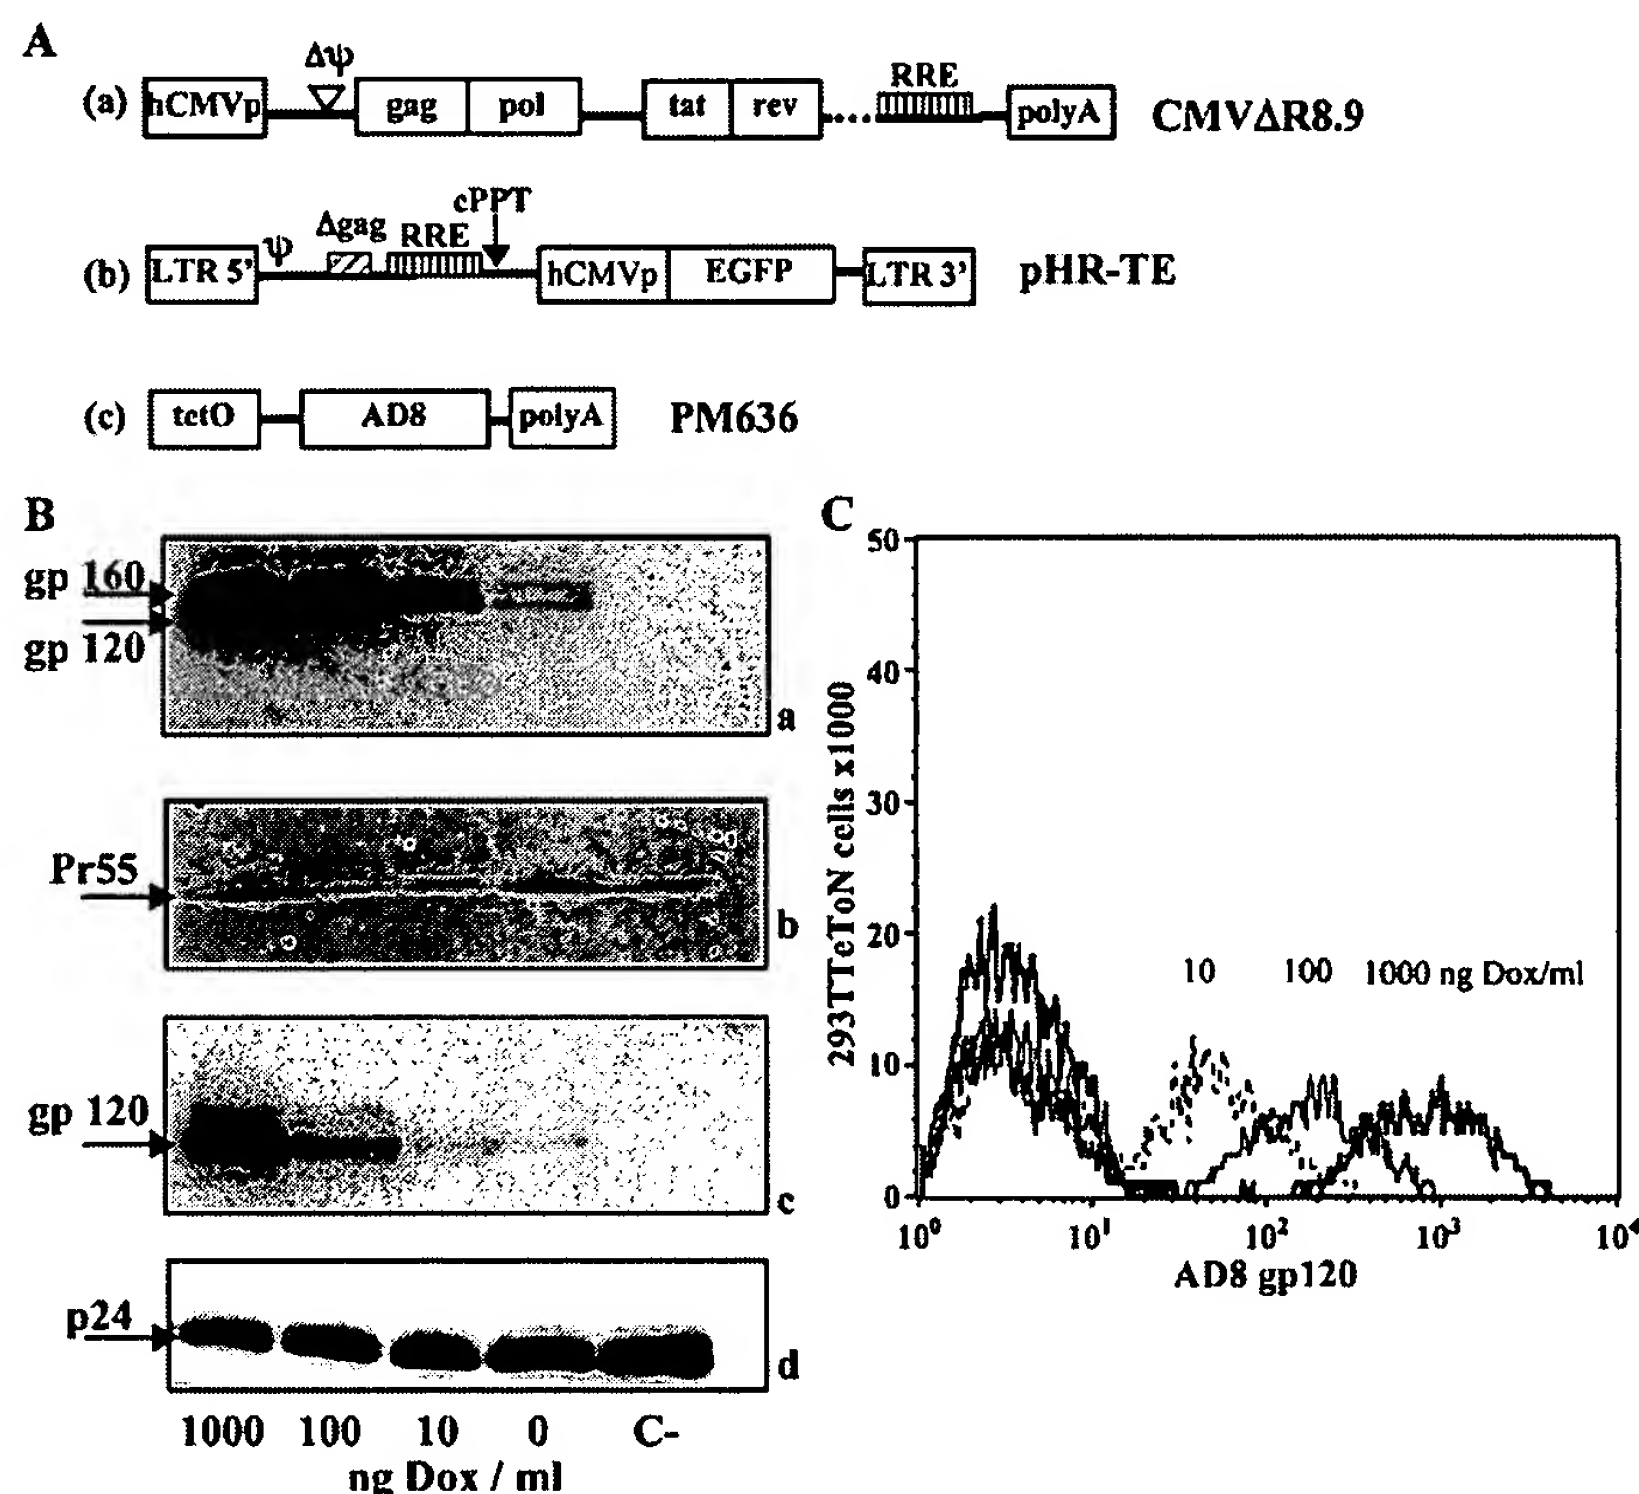 A
(a) hCMVp Δψ gag pol tat rev RRE polyA CMVΔR8.9
(b) LTR 5' ψ Δgag RRE cPPT hCMVp EGFP LTR 3' pHR-TE
(c) tetO AD8 polyA PM636
B
gp 160
gp 120
a
Pr55
b
gp 120
c
p24
d
1000 100 10 0 C-
ng Dox / ml
C
50
40
30
20
10
0
293TTeToN cells x1000
10 100 1000 ng Dox/ml
10⁰ 10¹ 10² 10³ 10⁴
AD8 gp120